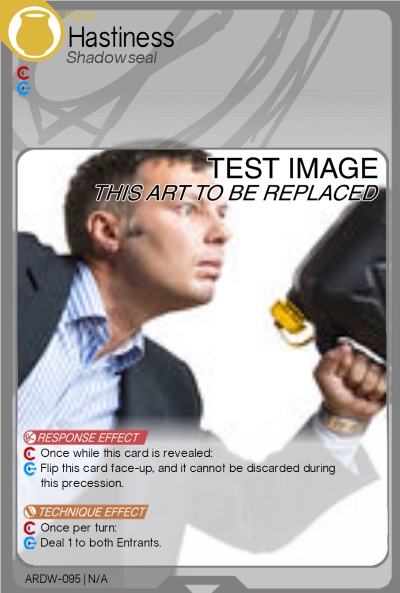 Hastiness
Shadowseal
TEST IMAGE
THIS ART TO BE REPLACED
RESPONSE EFFECT
Once while this card is revealed:
Flip this card face-up, and it cannot be discarded during
this precession.
TECHNIQUE EFFECT
Once per turn:
Deal 1 to both Entrants.
ARDW-095 | N/A